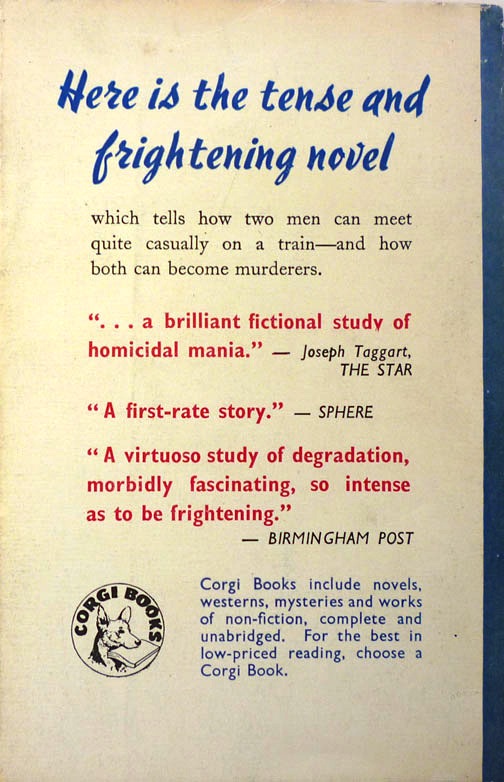 Here is the tense and
frightening novel
which tells how two men can meet
quite casually on a train—and how
both can become murderers.
“. . . a brilliant fictional study of
homicidal mania.” — Joseph Taggart,
THE STAR
“ A first-rate story.” — SPHERE
“ A virtuoso study of degradation,
morbidly fascinating, so intense
as to be frightening.”
— BIRMINGHAM POST
CORGI BOOKS
Corgi Books include novels,
westerns, mysteries and works
of non-fiction, complete and
unabridged. For the best in
low-priced reading, choose a
Corgi Book.